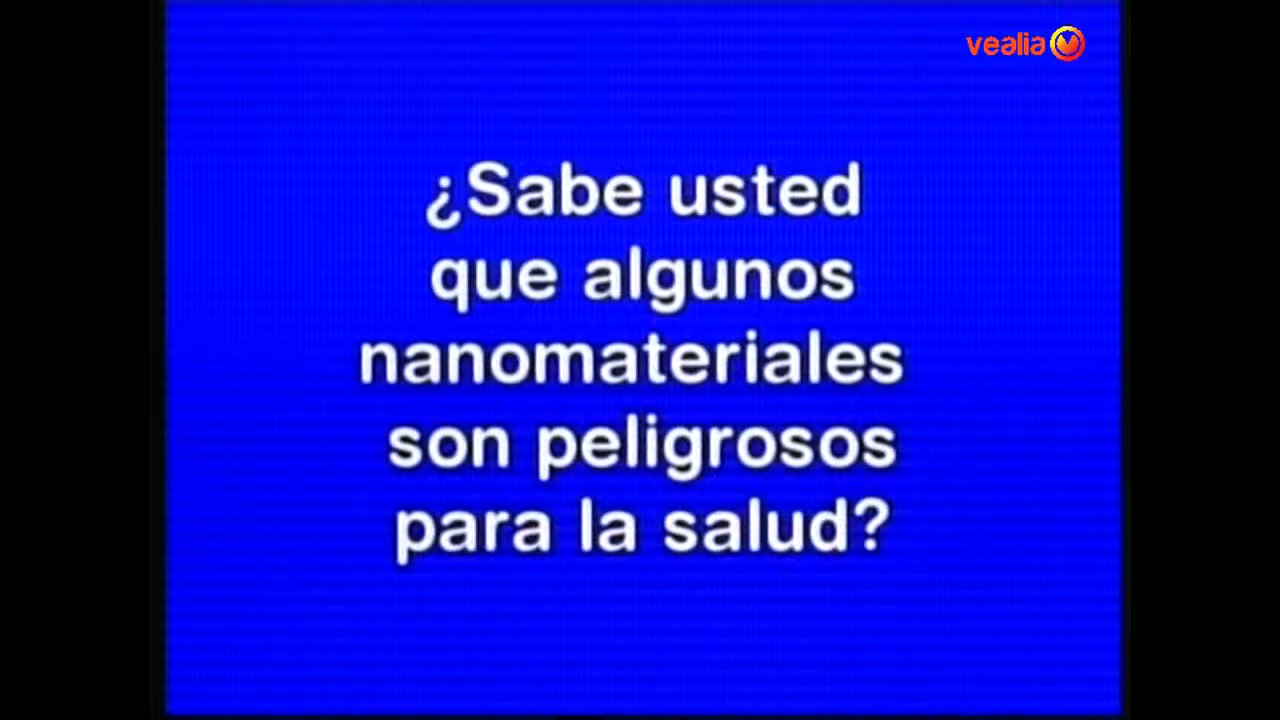 vealia
¿Sabe usted
que algunos
nanomateriales
son peligrosos
para la salud?